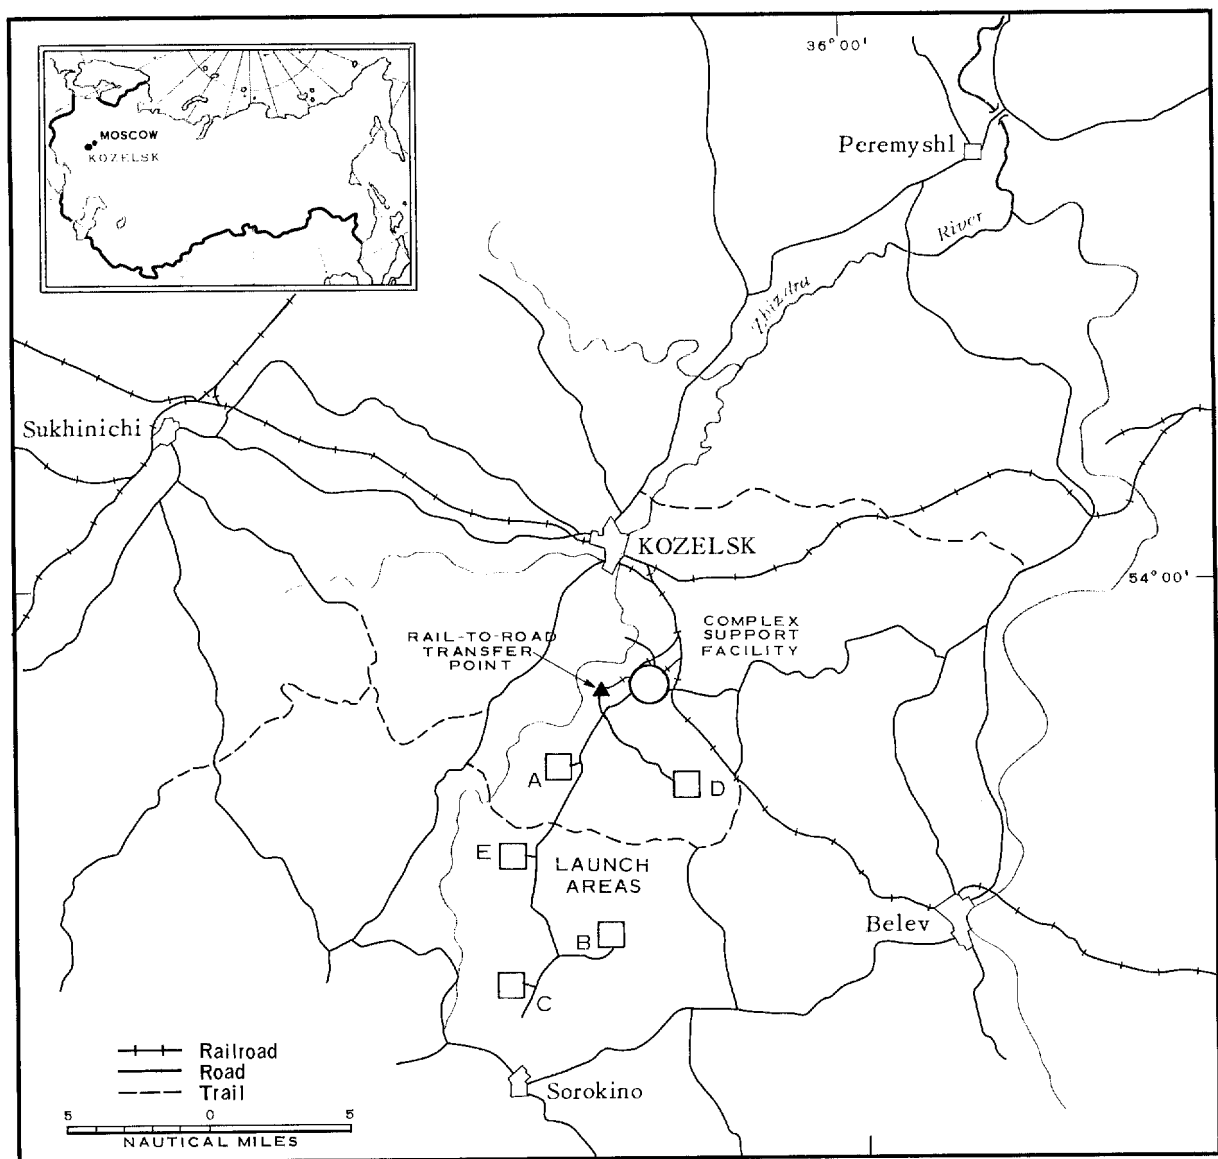 36°00'
MOSCOW
KOZELSK
Peremyshl
River
Zhizdra
Sukhinichi
KOZELSK
54°00'
RAIL-TO-ROAD
TRANSFER
POINT
COMPLEX
SUPPORT
FACILITY
A
D
E
LAUNCH
AREAS
B
Belev
C
Railroad
Road
Trail
Sorokino
5 0 5
NAUTICAL MILES